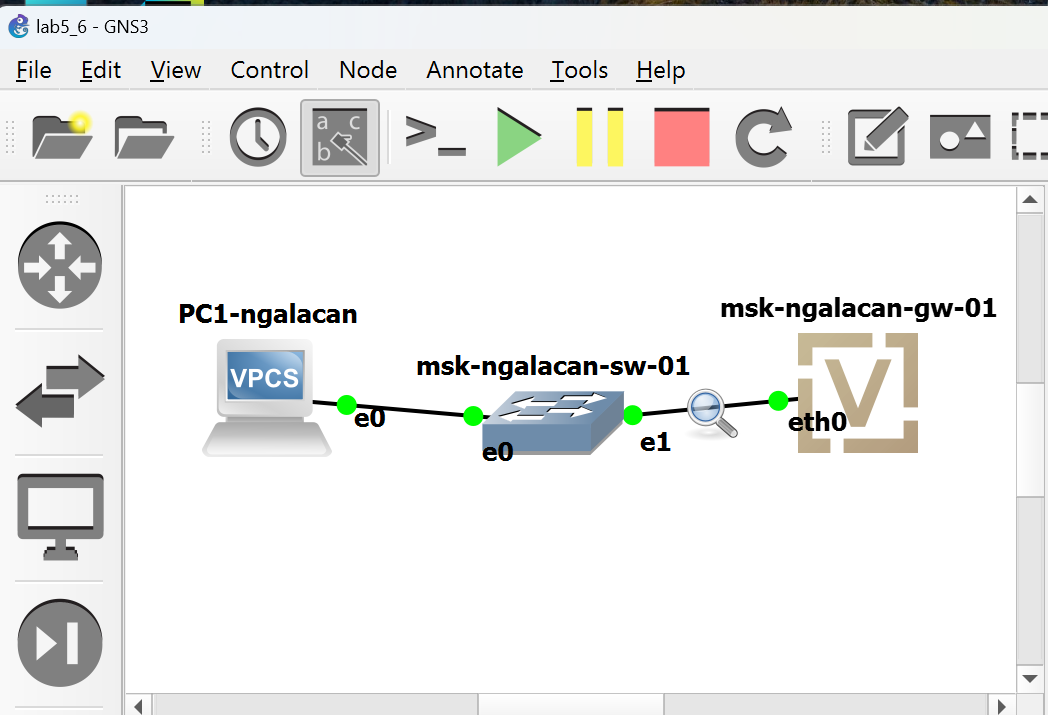 lab5_6 - GNS3
File Edit View Control Node Annotate Tools Help
a c
b
PC1-ngalacan
msk-ngalacan-gw-01
msk-ngalacan-sw-01
VPCS
V
e0
eth0
e0
e1